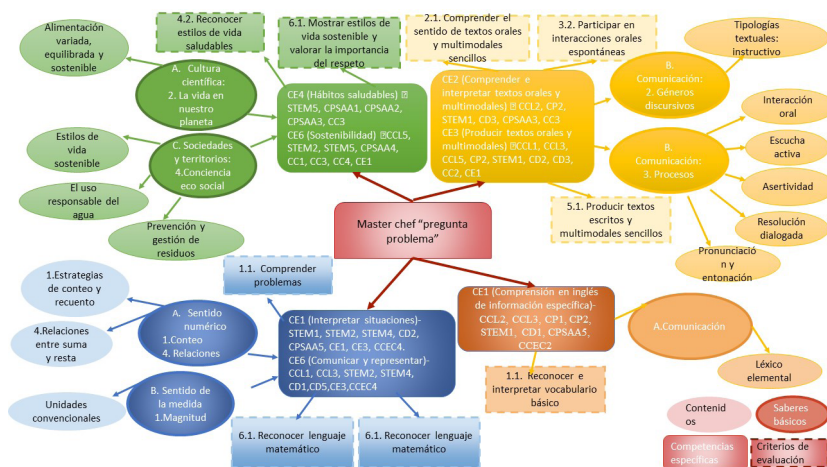 Alimentación
variada,
equilibrada y
sostenible
4.2. Reconocer
estilos de vida
saludables
6.1. Mostrar estilos
de vida sostenible y
valorar la importancia
del respeto
2.1. Comprender el
sentido de textos orales
y multimodales
sencillos
3.2. Participar en
interacciones orales
espontáneas
Tipologías
textuales:
instructivo
A. Cultura
científica:
2. La vida en
nuestro
planeta
CE4 (Hábitos saludables)
STEM5, CPSAA1, CPSAA2,
CPSAA3, CC3
CE6 (Sostenibilidad) CCL5,
STEM2, STEM5, CPSAA4,
CC1, CC3, CC4, CE1
CE2 (Comprender e
interpretar textos orales y
multimodales) CCL2, CP2,
STEM1, CD3, CPSAA3, CC3
CE3 (Producir textos orales y
multimodales) CCL1, CCL3,
CCL5, CP2, STEM1, CD2, CD3,
CC2, CE1
B.
Comunicación:
2. Géneros
discursivos
Interacción
oral
Estilos de
vida sostenible
C. Sociedades
y territorios:
4.Conciencia
eco social
B.
Comunicación:
3. Procesos
Escucha
activa
Asertividad
El uso
responsable del
agua
Prevención y
gestión de
residuos
Master chef “pregunta
problema”
5.1. Producir textos
escritos y
multimodales sencillos
Resolución
dialogada
Pronunciació
n y
entonación
1.Estrategias
de conteo y
recuento
1.1. Comprender
problemas
A. Sentido
numérico
1.Conteo
4. Relaciones
CE1 (Interpretar situaciones)-
STEM1, STEM2, STEM4, CD2,
CPSAA5, CE1, CE3, CCEC4.
CE6 (Comunicar y representar)-
CCL1, CCL3, STEM2, STEM4,
CD1,CD5,CE3,CCEC4
CE1 (Comprensión en inglés
de información específica)-
CCL2, CCL3, CP1, CP2,
STEM1, CD1, CPSAA5,
CCEC2
A.Comunicación
4.Relaciones
entre suma y
resta
1.1. Reconocer e
interpretar vocabulario
básico
Léxico
elemental
Unidades
convencionales
B. Sentido de
la medida
1.Magnitud
6.1. Reconocer lenguaje
matemático
6.1. Reconocer lenguaje
matemático
Contenid
os
Saberes
básicos
Competencias
específicas
Criterios de
evaluación